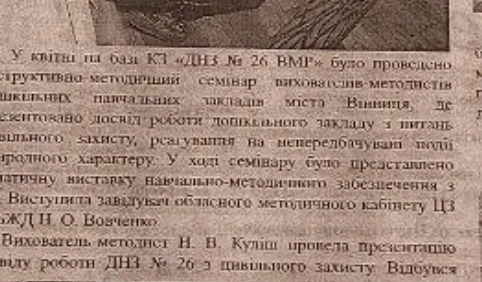 У квітні на базі КЗ «ДНЗ № 26 ВМР» було проведено
структивно-методичний семінар вихователів-методистів
шкільних навчальних закладів міста Вінниця, де
езентовано досвід роботи дошкільного закладу з питань
вільного захисту, реагування на непередбачувані події
иродного характеру. У ході семінару було представлено
матичну виставку навчально-методичного забезпечення з
Виступила завідувач обласного методичного кабінету ЦЗ
БЖД Н. О. Вовченко
Вихователь методист Н. В. Куліш провела презентацію
віду роботи ДНЗ № 26 з цивільного захисту. Відбувся